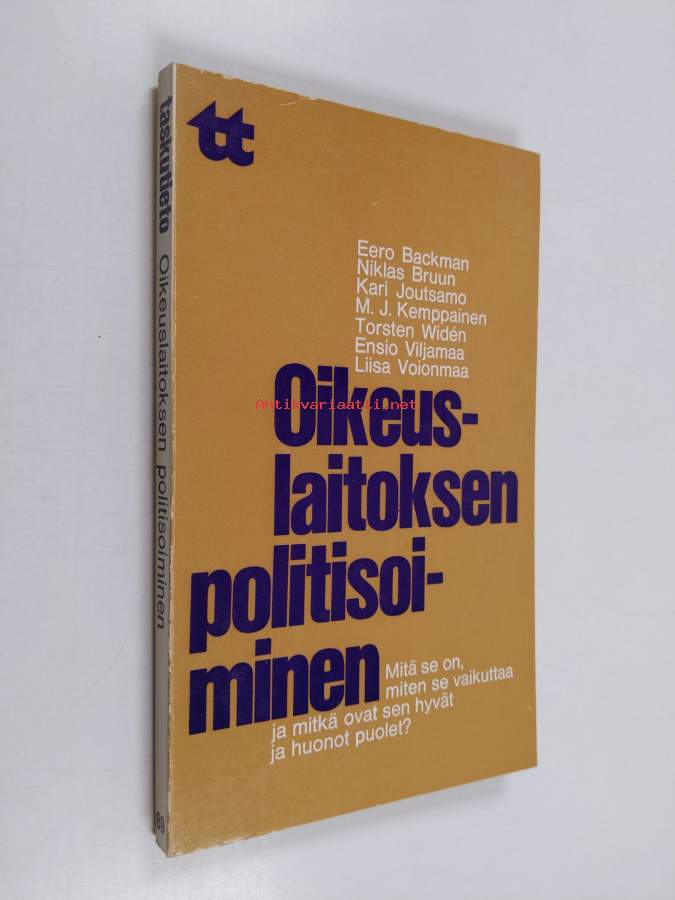 tt
Eero Backman
Niklas Bruun
Kari Joutsamo
M. J. Kemppainen
Torsten Widén
Ensio Viljamaa
Liisa Voionmaa
Oikeus-
laitoksen
politisoi-
minen
Mitä se on,
miten se vaikuttaa
ja mitkä ovat sen hyvät
ja huonot puolet?
taskutieto Oikeuslaitoksen politisoiminen
89
Antikvariaatti.net